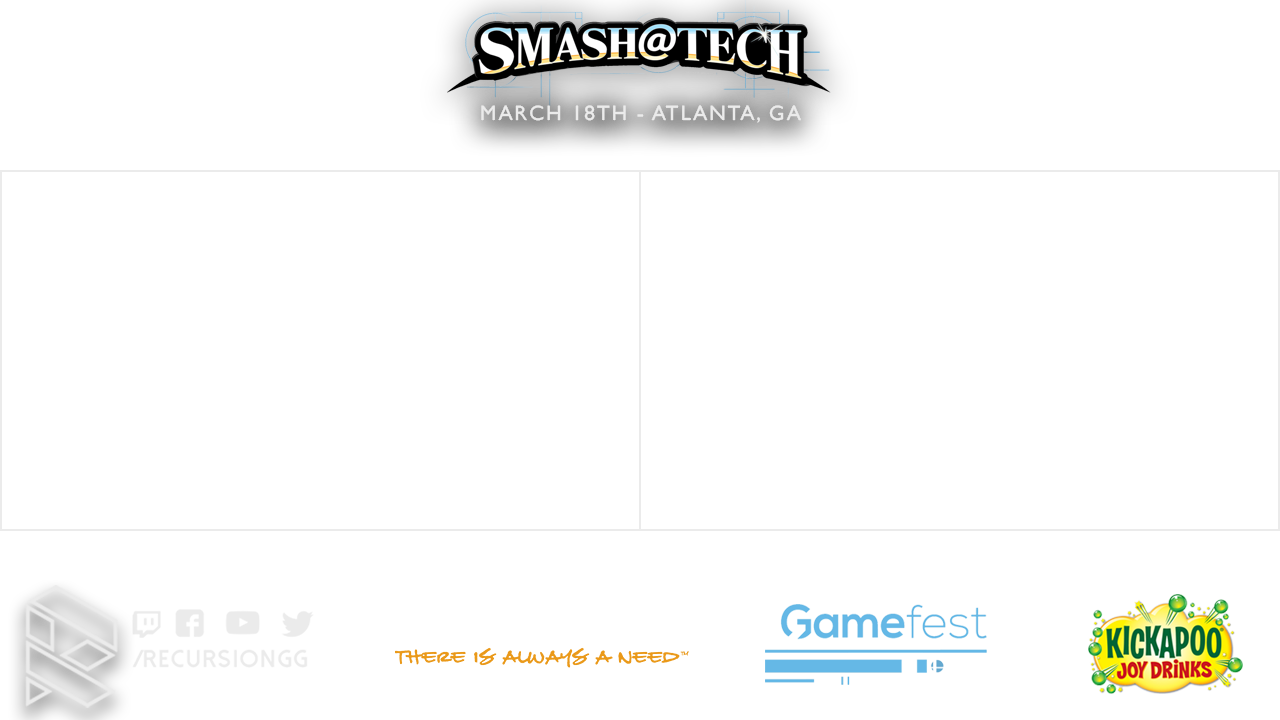 SMASH@TECH
MARCH 18TH - ATLANTA, GA
/RECURSIONGG
THERE IS ALWAYS A NEED™
Gamefest
KICKAPOO
JOY DRINKS